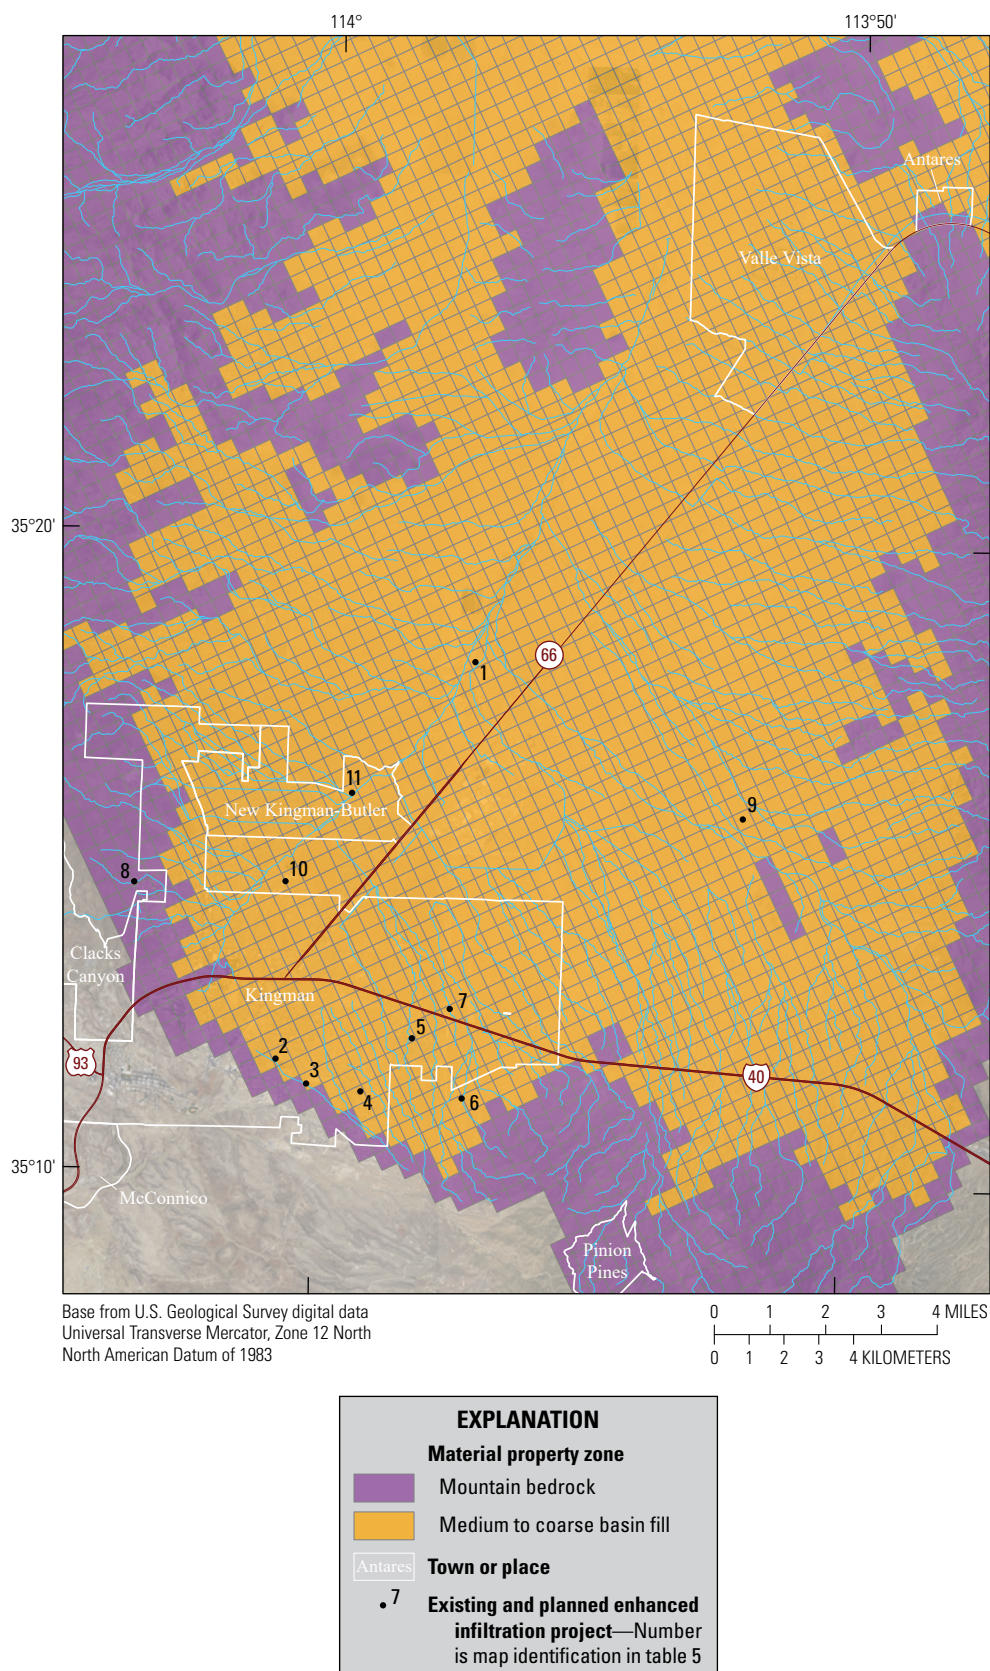 114°
113°50'
Antares
Valle Vista
35°20'
66
1
11
New Kingman-Butler
9
10
8
Clacks
Canyon
Kingman
7
5
2
93
3
40
4
6
35°10'
McConnico
Pinion
Pines
Base from U.S. Geological Survey digital data
Universal Transverse Mercator, Zone 12 North
North American Datum of 1983
0 1 2 3 4 MILES
0 1 2 3 4 KILOMETERS
EXPLANATION
Material property zone
Mountain bedrock
Medium to coarse basin fill
Antares Town or place
7 Existing and planned enhanced
infiltration project—Number
is map identification in table 5